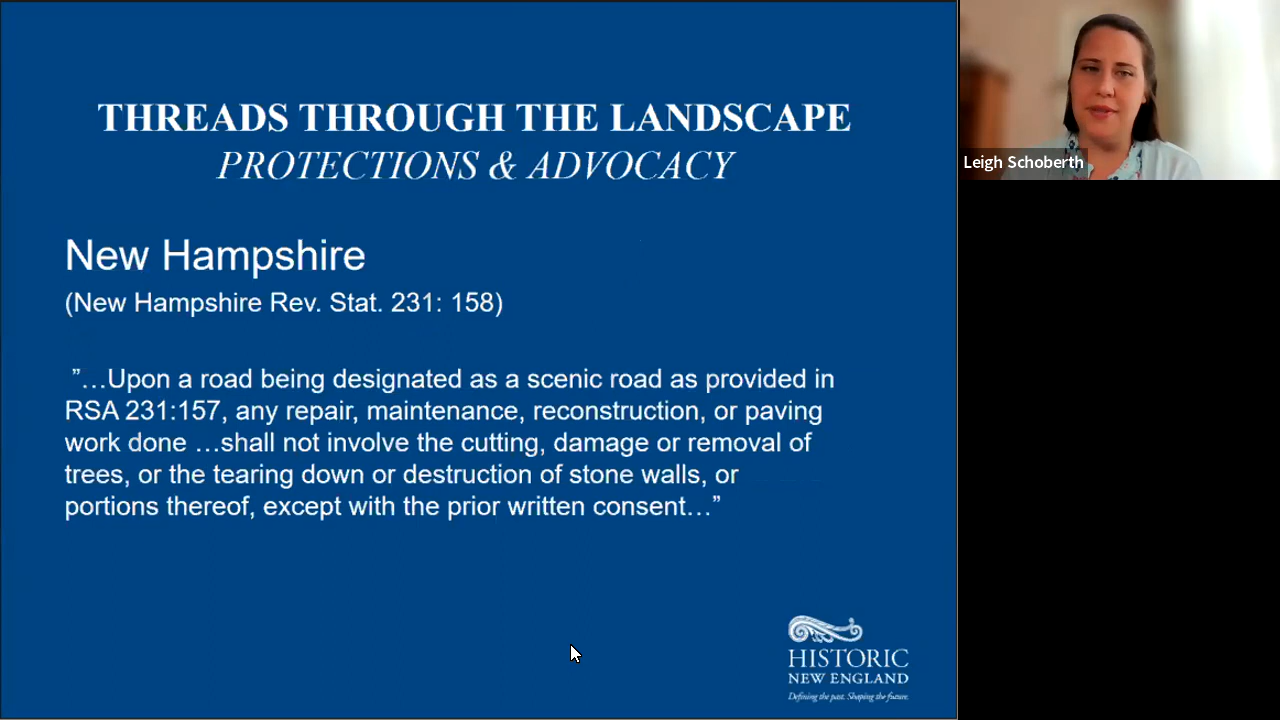 THREADS THROUGH THE LANDSCAPE
PROTECTIONS & ADVOCACY
New Hampshire
(New Hampshire Rev. Stat. 231: 158)
”…Upon a road being designated as a scenic road as provided in
RSA 231:157, any repair, maintenance, reconstruction, or paving
work done …shall not involve the cutting, damage or removal of
trees, or the tearing down or destruction of stone walls, or
portions thereof, except with the prior written consent…”
HISTORIC
NEW ENGLAND
Defining the past. Shaping the future.
Leigh Schoberth